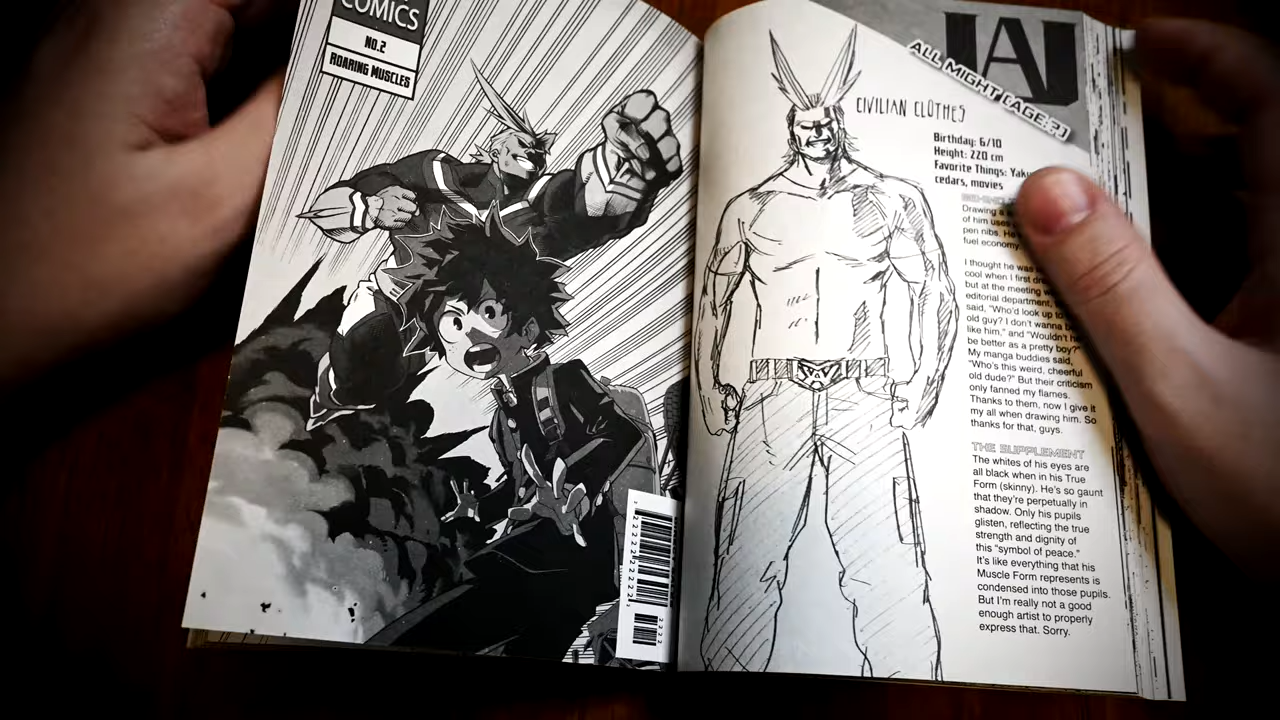 COMICS
NO.2
ROARING MUSCLES
ALL MIGHT (AGE: ?)
CIVILIAN CLOTHES
Birthday: 6/10
Height: 220 cm
Favorite Things:
cedars, movies
Drawing a
of him uses
pen nibs. He
fuel economy.
I thought he was
cool when I first
but at the meeting
editorial department,
said, "Who'd look up to
old guy? I don't wanna
like him," and "Wouldn't
be better as a pretty boy?"
My manga buddies said,
"Who's this weird, cheerful
old dude?" But their criticism
only fanned my flames.
Thanks to them, now I give it
my all when drawing him. So
thanks for that, guys.
THE SUPPLEMENT
The whites of his eyes are
all black when in his True
Form (skinny). He's so gaunt
that they're perpetually in
shadow. Only his pupils
glisten, reflecting the true
strength and dignity of
this "symbol of peace."
It's like everything that his
Muscle Form represents is
condensed into those pupils.
But I'm really not a good
enough artist to properly
express that. Sorry.